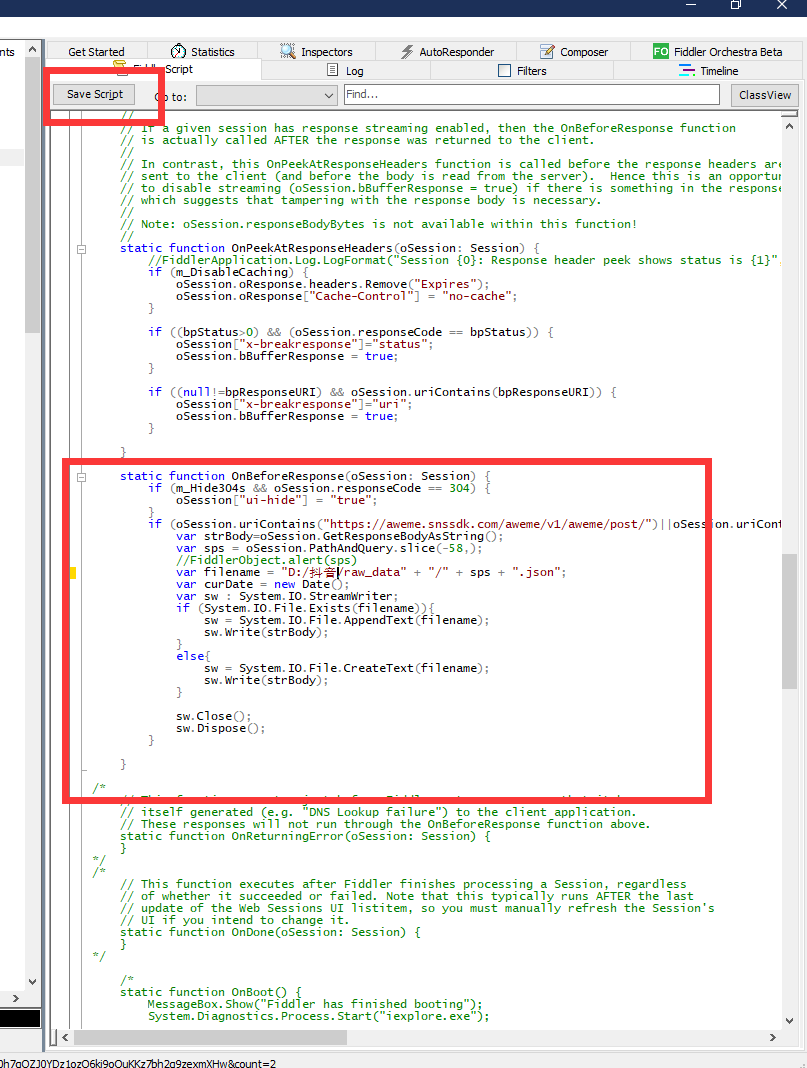 nts
Get Started
Statistics
Inspectors
AutoResponder
Composer
FO Fiddler Orchestra Beta
Script
Log
Filters
Timeline
Save Script
to:
Find...
ClassView
//
// If a given session has response streaming enabled, then the OnBeforeResponse function
// is actually called AFTER the response was returned to the client.
//
// In contrast, this OnPeekAtResponseHeaders function is called before the response headers are
// sent to the client (and before the body is read from the server).  Hence this is an opportun
// to disable streaming (oSession.bBufferResponse = true) if there is something in the response
// which suggests that tampering with the response body is necessary.
//
// Note: oSession.responseBodyBytes is not available within this function!
//
static function OnPeekAtResponseHeaders(oSession: Session) {
//FiddlerApplication.Log.LogFormat("Session {0}: Response header peek shows status is {1}",
if (m_DisableCaching) {
oSession.oResponse.headers.Remove("Expires");
oSession.oResponse["Cache-Control"] = "no-cache";
}
if ((bpStatus>0) && (oSession.responseCode == bpStatus)) {
oSession["x-breakresponse"]="status";
oSession.bBufferResponse = true;
}
if ((null!=bpResponseURI) && oSession.uriContains(bpResponseURI)) {
oSession["x-breakresponse"]="uri";
oSession.bBufferResponse = true;
}
}
static function OnBeforeResponse(oSession: Session) {
if (m_Hide304s && oSession.responseCode == 304) {
oSession["ui-hide"] = "true";
}
if (oSession.uriContains("https://aweme.snssdk.com/aweme/v1/aweme/post/")||oSession.uriCont
var strBody=oSession.GetResponseBodyAsString();
var sps = oSession.PathAndQuery.slice(-58,);
//FiddlerObject.alert(sps)
var filename = "D:/抖音/raw_data" + "/" + sps + ".json";
var curDate = new Date();
var sw : System.IO.StreamWriter;
if (System.IO.File.Exists(filename)){
sw = System.IO.File.AppendText(filename);
sw.Write(strBody);
}
else{
sw = System.IO.File.CreateText(filename);
sw.Write(strBody);
}
sw.Close();
sw.Dispose();
}
}
/*
// itself generated (e.g. "DNS Lookup failure") to the client application.
// These responses will not run through the OnBeforeResponse function above.
static function OnReturningError(oSession: Session) {
}
*/
/*
// This function executes after Fiddler finishes processing a Session, regardless
// of whether it succeeded or failed. Note that this typically runs AFTER the last
// update of the Web Sessions UI listitem, so you must manually refresh the Session's
// UI if you intend to change it.
static function OnDone(oSession: Session) {
}
*/
/*
static function OnBoot() {
MessageBox.Show("Fiddler has finished booting");
System.Diagnostics.Process.Start("iexplore.exe");